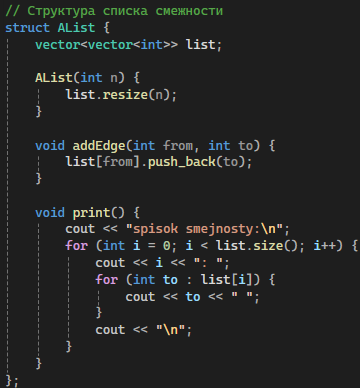 // Структура списка смежности
struct AList {
    vector<vector<int>> list;

    AList(int n) {
        list.resize(n);
    }

    void addEdge(int from, int to) {
        list[from].push_back(to);
    }

    void print() {
        cout << "spisok smejnosty:\n";
        for (int i = 0; i < list.size(); i++) {
            cout << i << ": ";
            for (int to : list[i]) {
                cout << to << " ";
            }
            cout << "\n";
        }
    }
};